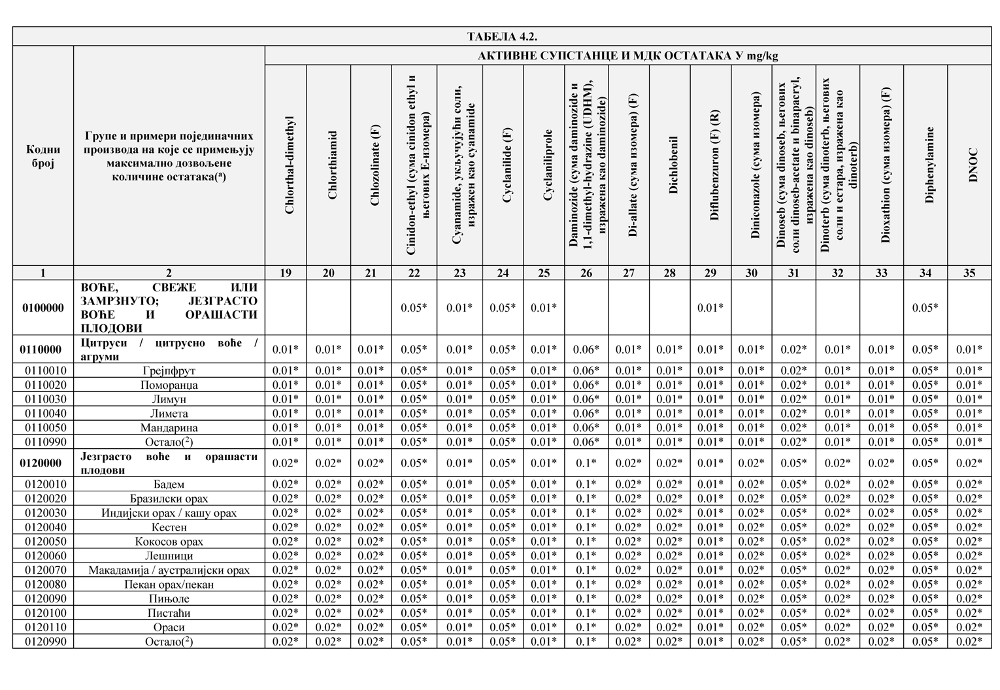 ТАБЕЛА 4.2.
АКТИВНЕ СУПСТАНЦЕ И МДК ОСТАТАКА У mg/kg
Кодни
број
Групе и примери појединачних
производа на које се примењују
максимално дозвољене
количине остатака(ª)
Chlorthal-dimethyl
Chlorthiamid
Chlozolinate (F)
Cinidon-ethyl (сума cinidon ethyl и
његових Е-изомера)
Cyanamide, укључујући соли,
изражен као cyanamide
Cyclanilide (F)
Cyclaniliprole
Daminozide (сума daminozide и
1,1-dimethyl-hydrazine (UDHM),
изражена као daminozide)
Di-allate (сума изомера) (F)
Dichlobenil
Diflubenzuron (F) (R)
Diniconazole (сума изомера)
Dinoseb (сума dinoseb, његових
соли dinoseb-acetate и binapacryl,
изражена као dinoseb)
Dinoterb (сума dinoterb, његових
соли и естара, изражена као
dinoterb)
Dioxathion (сума изомера) (F)
Diphenylamine
DNOC
1 2 19 20 21 22 23 24 25 26 27 28 29 30 31 32 33 34 35
ВОЋЕ, СВЕЖЕ ИЛИ
0100000 ЗАМРЗНУТО; ЈЕЗГРАСТО 0.05* 0.01* 0.05* 0.01* 0.01* 0.05*
ВОЋЕ И ОРАШАСТИ
ПЛОДОВИ
0110000 Цитруси / цитрусно воће / 0.01* 0.01* 0.01* 0.05* 0.01* 0.05* 0.01* 0.06* 0.01* 0.01* 0.01* 0.01* 0.02* 0.01* 0.01* 0.05* 0.01*
агруми
0110010 Грејпфрут 0.01* 0.01* 0.01* 0.05* 0.01* 0.05* 0.01* 0.06* 0.01* 0.01* 0.01* 0.01* 0.02* 0.01* 0.01* 0.05* 0.01*
0110020 Поморанџа 0.01* 0.01* 0.01* 0.05* 0.01* 0.05* 0.01* 0.06* 0.01* 0.01* 0.01* 0.01* 0.02* 0.01* 0.01* 0.05* 0.01*
0110030 Лимун 0.01* 0.01* 0.01* 0.05* 0.01* 0.05* 0.01* 0.06* 0.01* 0.01* 0.01* 0.01* 0.02* 0.01* 0.01* 0.05* 0.01*
0110040 Лимета 0.01* 0.01* 0.01* 0.05* 0.01* 0.05* 0.01* 0.06* 0.01* 0.01* 0.01* 0.01* 0.02* 0.01* 0.01* 0.05* 0.01*
0110050 Мандарина 0.01* 0.01* 0.01* 0.05* 0.01* 0.05* 0.01* 0.06* 0.01* 0.01* 0.01* 0.01* 0.02* 0.01* 0.01* 0.05* 0.01*
0110990 Остало(²) 0.01* 0.01* 0.01* 0.05* 0.01* 0.05* 0.01* 0.06* 0.01* 0.01* 0.01* 0.01* 0.02* 0.01* 0.01* 0.05* 0.01*
0120000 Језграсто воће и орашасти 0.02* 0.02* 0.02* 0.05* 0.01* 0.05* 0.01* 0.1* 0.02* 0.02* 0.01* 0.02* 0.05* 0.02* 0.02* 0.05* 0.02*
плодови
0120010 Бадем 0.02* 0.02* 0.02* 0.05* 0.01* 0.05* 0.01* 0.1* 0.02* 0.02* 0.01* 0.02* 0.05* 0.02* 0.02* 0.05* 0.02*
0120020 Бразилски орах 0.02* 0.02* 0.02* 0.05* 0.01* 0.05* 0.01* 0.1* 0.02* 0.02* 0.01* 0.02* 0.05* 0.02* 0.02* 0.05* 0.02*
0120030 Индијски орах / кашу орах 0.02* 0.02* 0.02* 0.05* 0.01* 0.05* 0.01* 0.1* 0.02* 0.02* 0.01* 0.02* 0.05* 0.02* 0.02* 0.05* 0.02*
0120040 Кестен 0.02* 0.02* 0.02* 0.05* 0.01* 0.05* 0.01* 0.1* 0.02* 0.02* 0.01* 0.02* 0.05* 0.02* 0.02* 0.05* 0.02*
0120050 Кокосов орах 0.02* 0.02* 0.02* 0.05* 0.01* 0.05* 0.01* 0.1* 0.02* 0.02* 0.01* 0.02* 0.05* 0.02* 0.02* 0.05* 0.02*
0120060 Лешници 0.02* 0.02* 0.02* 0.05* 0.01* 0.05* 0.01* 0.1* 0.02* 0.02* 0.01* 0.02* 0.05* 0.02* 0.02* 0.05* 0.02*
0120070 Макадамија / аустралијски орах 0.02* 0.02* 0.02* 0.05* 0.01* 0.05* 0.01* 0.1* 0.02* 0.02* 0.01* 0.02* 0.05* 0.02* 0.02* 0.05* 0.02*
0120080 Пекан орах/пекан 0.02* 0.02* 0.02* 0.05* 0.01* 0.05* 0.01* 0.1* 0.02* 0.02* 0.01* 0.02* 0.05* 0.02* 0.02* 0.05* 0.02*
0120090 Пињоле 0.02* 0.02* 0.02* 0.05* 0.01* 0.05* 0.01* 0.1* 0.02* 0.02* 0.01* 0.02* 0.05* 0.02* 0.02* 0.05* 0.02*
0120100 Пистаћи 0.02* 0.02* 0.02* 0.05* 0.01* 0.05* 0.01* 0.1* 0.02* 0.02* 0.01* 0.02* 0.05* 0.02* 0.02* 0.05* 0.02*
0120110 Ораси 0.02* 0.02* 0.02* 0.05* 0.01* 0.05* 0.01* 0.1* 0.02* 0.02* 0.01* 0.02* 0.05* 0.02* 0.02* 0.05* 0.02*
0120990 Остало(²) 0.02* 0.02* 0.02* 0.05* 0.01* 0.05* 0.01* 0.1* 0.02* 0.02* 0.01* 0.02* 0.05* 0.02* 0.02* 0.05* 0.02*